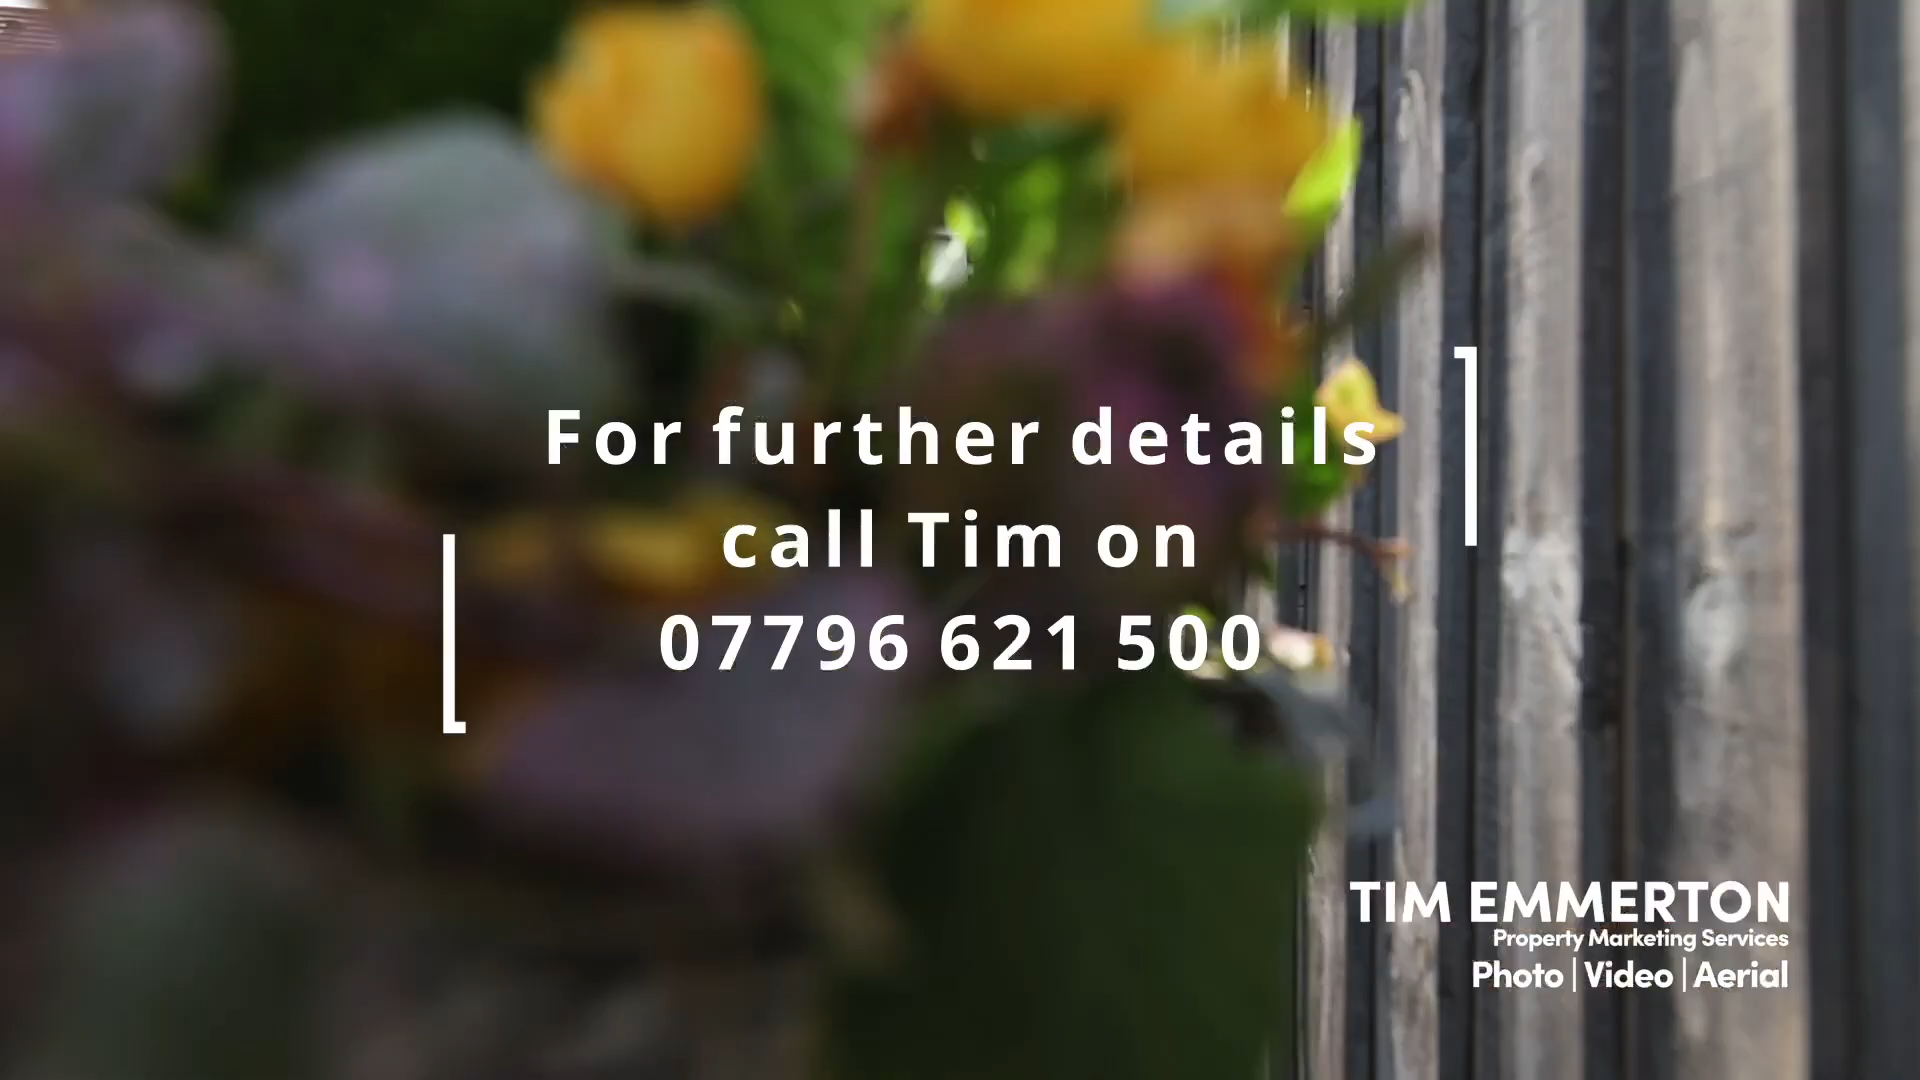 For further details
call Tim on
07796 621 500
TIM EMMERTON
Property Marketing Services
Photo | Video | Aerial